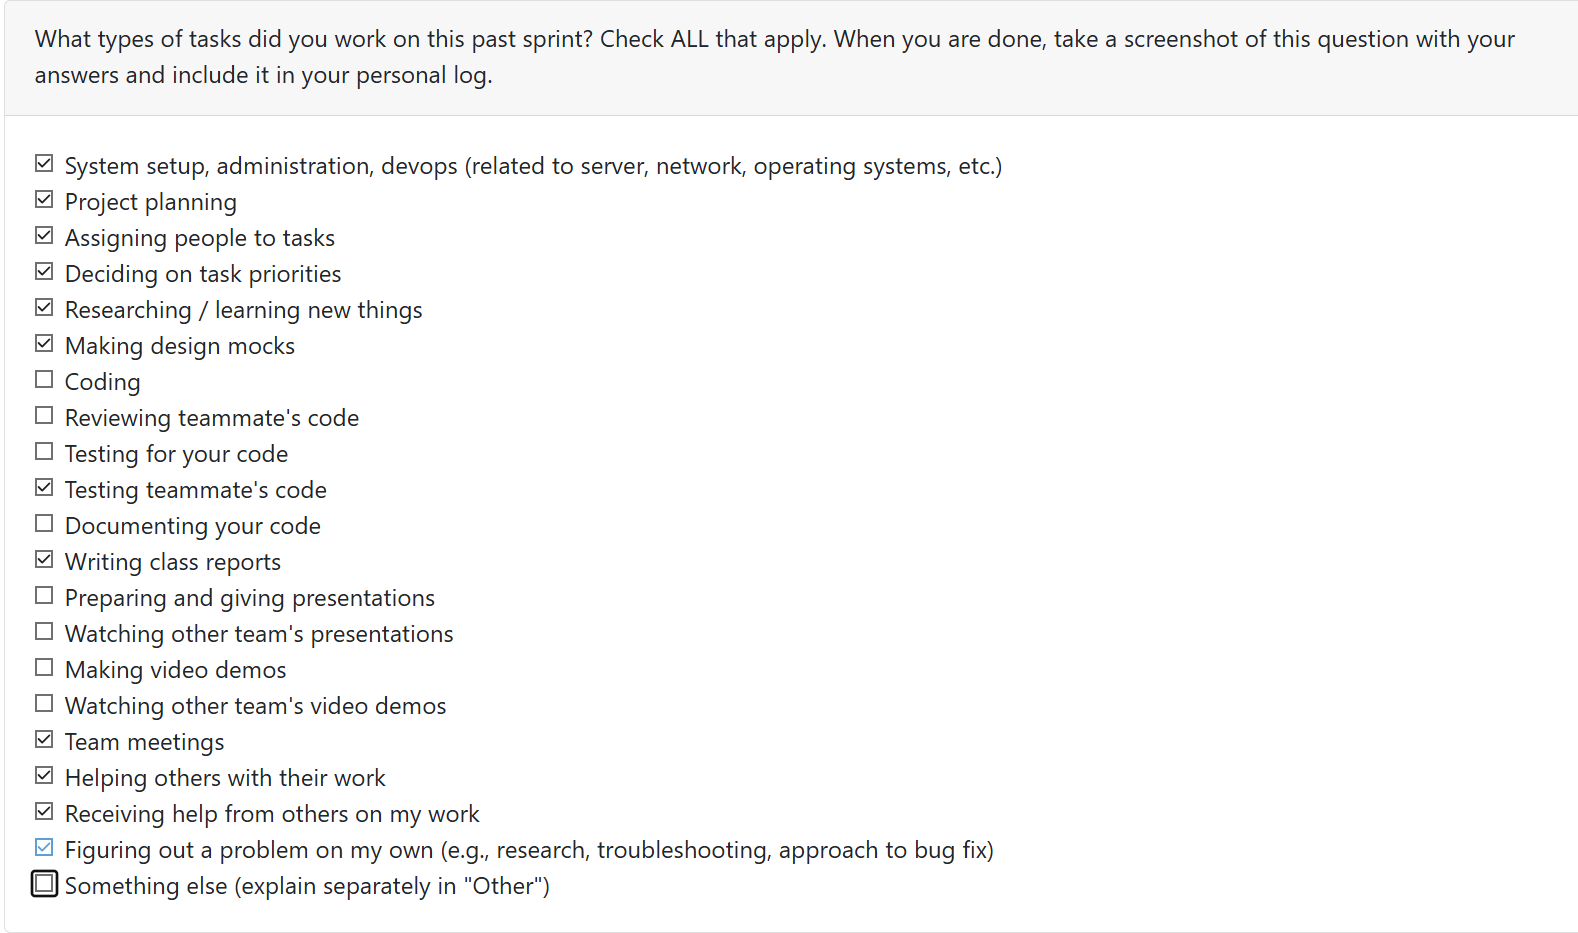 What types of tasks did you work on this past sprint? Check ALL that apply. When you are done, take a screenshot of this question with your
answers and include it in your personal log.
System setup, administration, devops (related to server, network, operating systems, etc.)
Project planning
Assigning people to tasks
Deciding on task priorities
Researching / learning new things
Making design mocks
Coding
Reviewing teammate's code
Testing for your code
Testing teammate's code
Documenting your code
Writing class reports
Preparing and giving presentations
Watching other team's presentations
Making video demos
Watching other team's video demos
Team meetings
Helping others with their work
Receiving help from others on my work
Figuring out a problem on my own (e.g., research, troubleshooting, approach to bug fix)
Something else (explain separately in "Other")